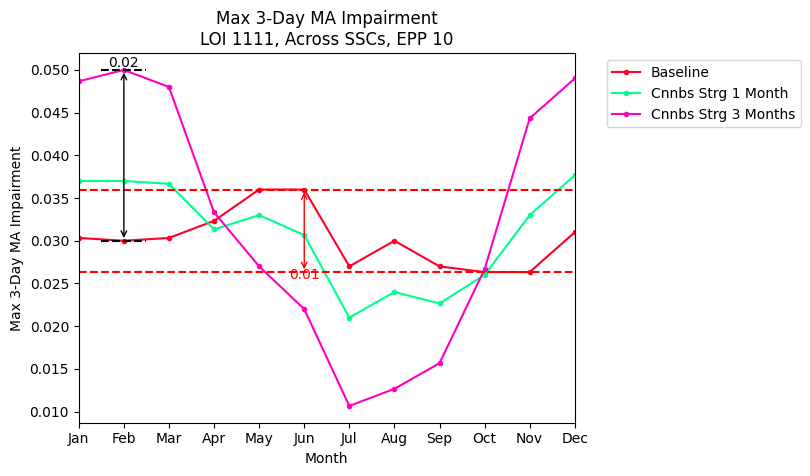 Max 3-Day MA Impairment
LOI 1111, Across SSCs, EPP 10
Max 3-Day MA Impairment
0.050
0.045
0.040
0.035
0.030
0.025
0.020
0.015
0.010
0.02
0.01
Jan Feb Mar Apr May Jun Jul Aug Sep Oct Nov Dec
Month
Baseline
Cnnbs Strg 1 Month
Cnnbs Strg 3 Months